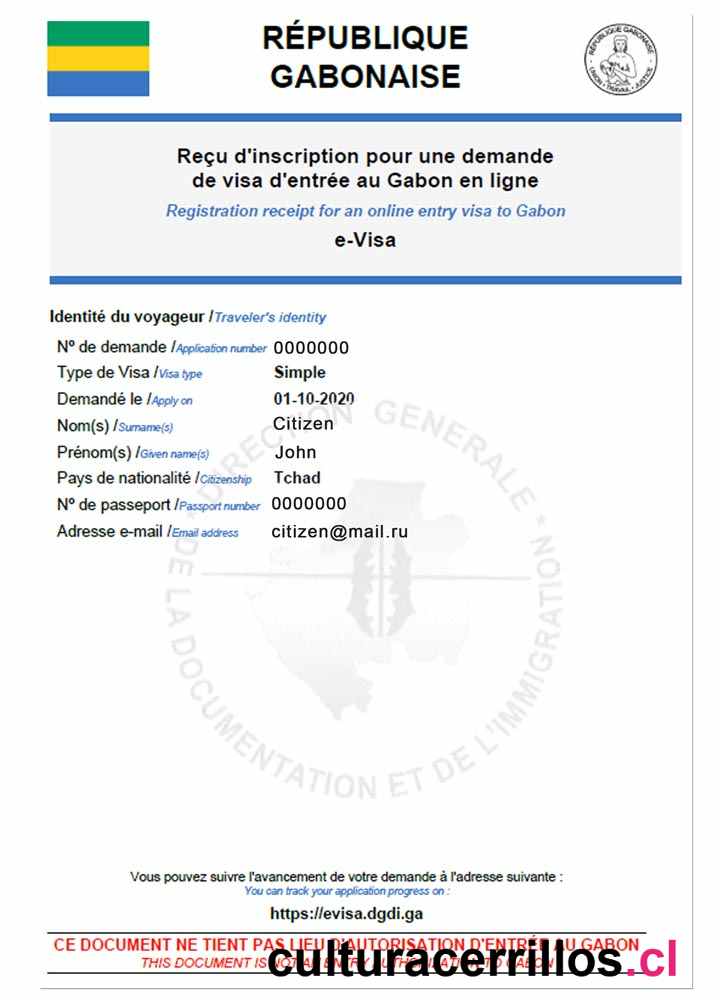 RÉPUBLIQUE
GABONAISE
RÉPUBLIQUE GABONAISE
UNION • TRAVAIL • JUSTICE
Reçu d'inscription pour une demande
de visa d'entrée au Gabon en ligne
Registration receipt for an online entry visa to Gabon
e-Visa
Identité du voyageur /Traveler's identity
Nº de demande /Application number 0000000
Type de Visa /Visa type Simple
Demandé le /Apply on 01-10-2020
Nom(s) /Surname(s) Citizen
Prénom(s) /Given name(s) John
Pays de nationalité /Citizenship Tchad
Nº de passeport /Passport number 0000000
Adresse e-mail /Email address citizen@mail.ru
* DIRECTION GENERALE *
DE LA DOCUMENTATION ET DE L'IMMIGRATION
Vous pouvez suivre l'avancement de votre demande à l'adresse suivante :
You can track your application progress on :
https://evisa.dgdi.ga
CE DOCUMENT NE TIENT PAS LIEU D'AUTORISATION D'ENTRÉE AU GABON
THIS DOCUMENT IS NOT AN ENTRY AUTHORIZATION TO GABON
culturacerrillos.cl